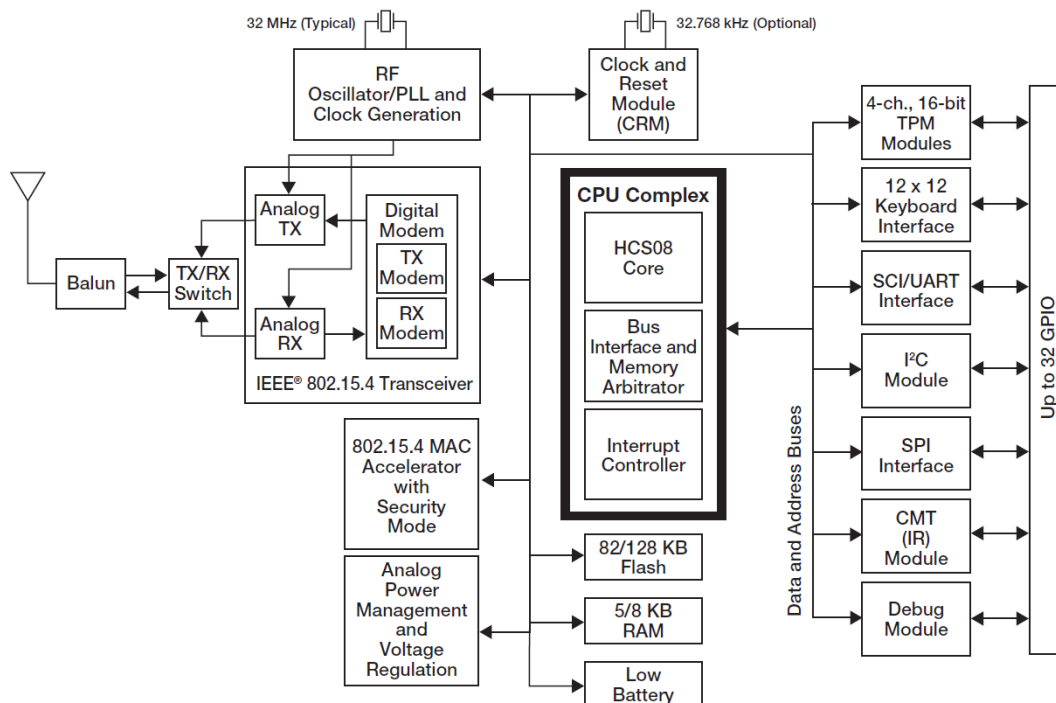 32 MHz (Typical)
32.768 kHz (Optional)
RF
Oscillator/PLL and
Clock Generation
Clock and
Reset
Module
(CRM)
4-ch., 16-bit
TPM
Modules
12 x 12
Keyboard
Interface
SCI/UART
Interface
I²C
Module
SPI
Interface
CMT
(IR)
Module
Debug
Module
Up to 32 GPIO
Data and Address Buses
CPU Complex
HCS08
Core
Bus
Interface and
Memory
Arbitrator
Interrupt
Controller
Balun
TX/RX
Switch
Analog
TX
Analog
RX
Digital
Modem
TX
Modem
RX
Modem
IEEE® 802.15.4 Transceiver
802.15.4 MAC
Accelerator
with
Security
Mode
Analog
Power
Management
and
Voltage
Regulation
82/128 KB
Flash
5/8 KB
RAM
Low
Battery